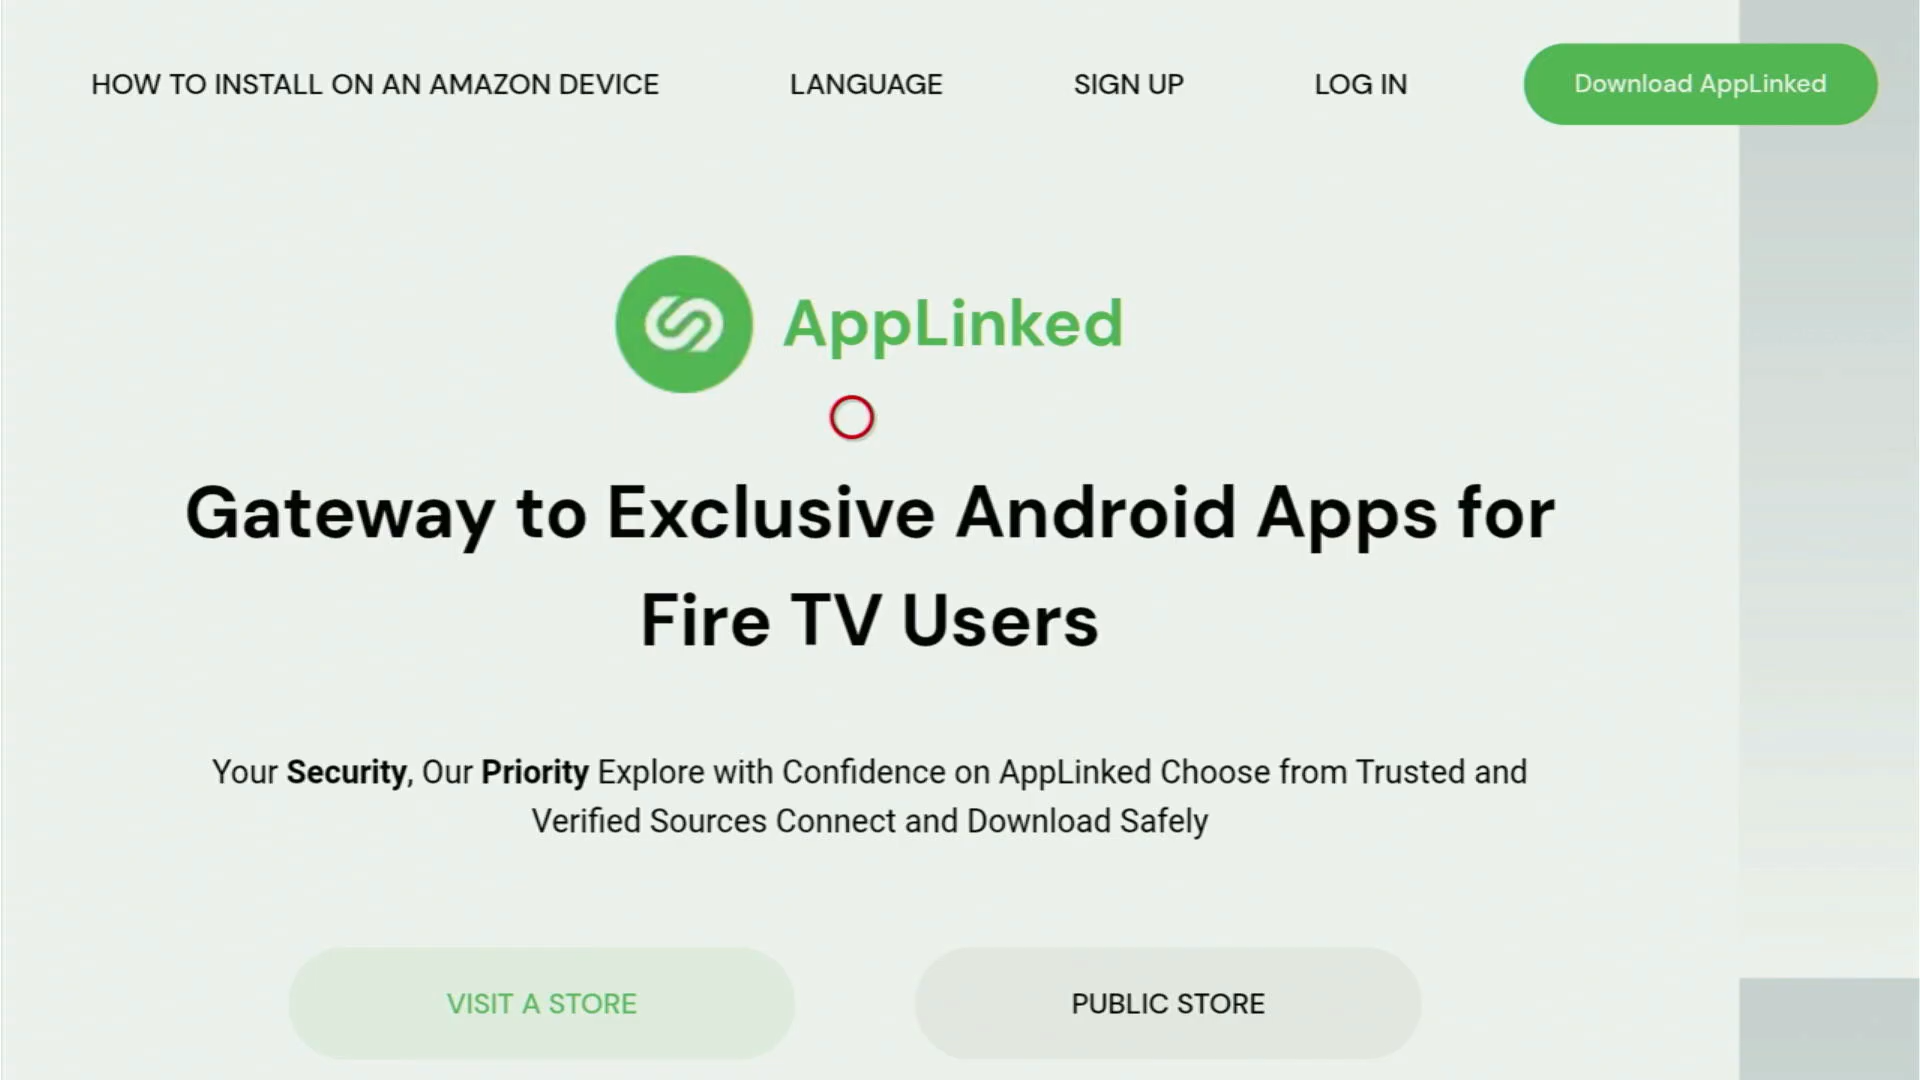 HOW TO INSTALL ON AN AMAZON DEVICE
LANGUAGE
SIGN UP
LOG IN
Download AppLinked
AppLinked
Gateway to Exclusive Android Apps for
Fire TV Users
Your Security, Our Priority Explore with Confidence on AppLinked Choose from Trusted and
Verified Sources Connect and Download Safely
VISIT A STORE
PUBLIC STORE